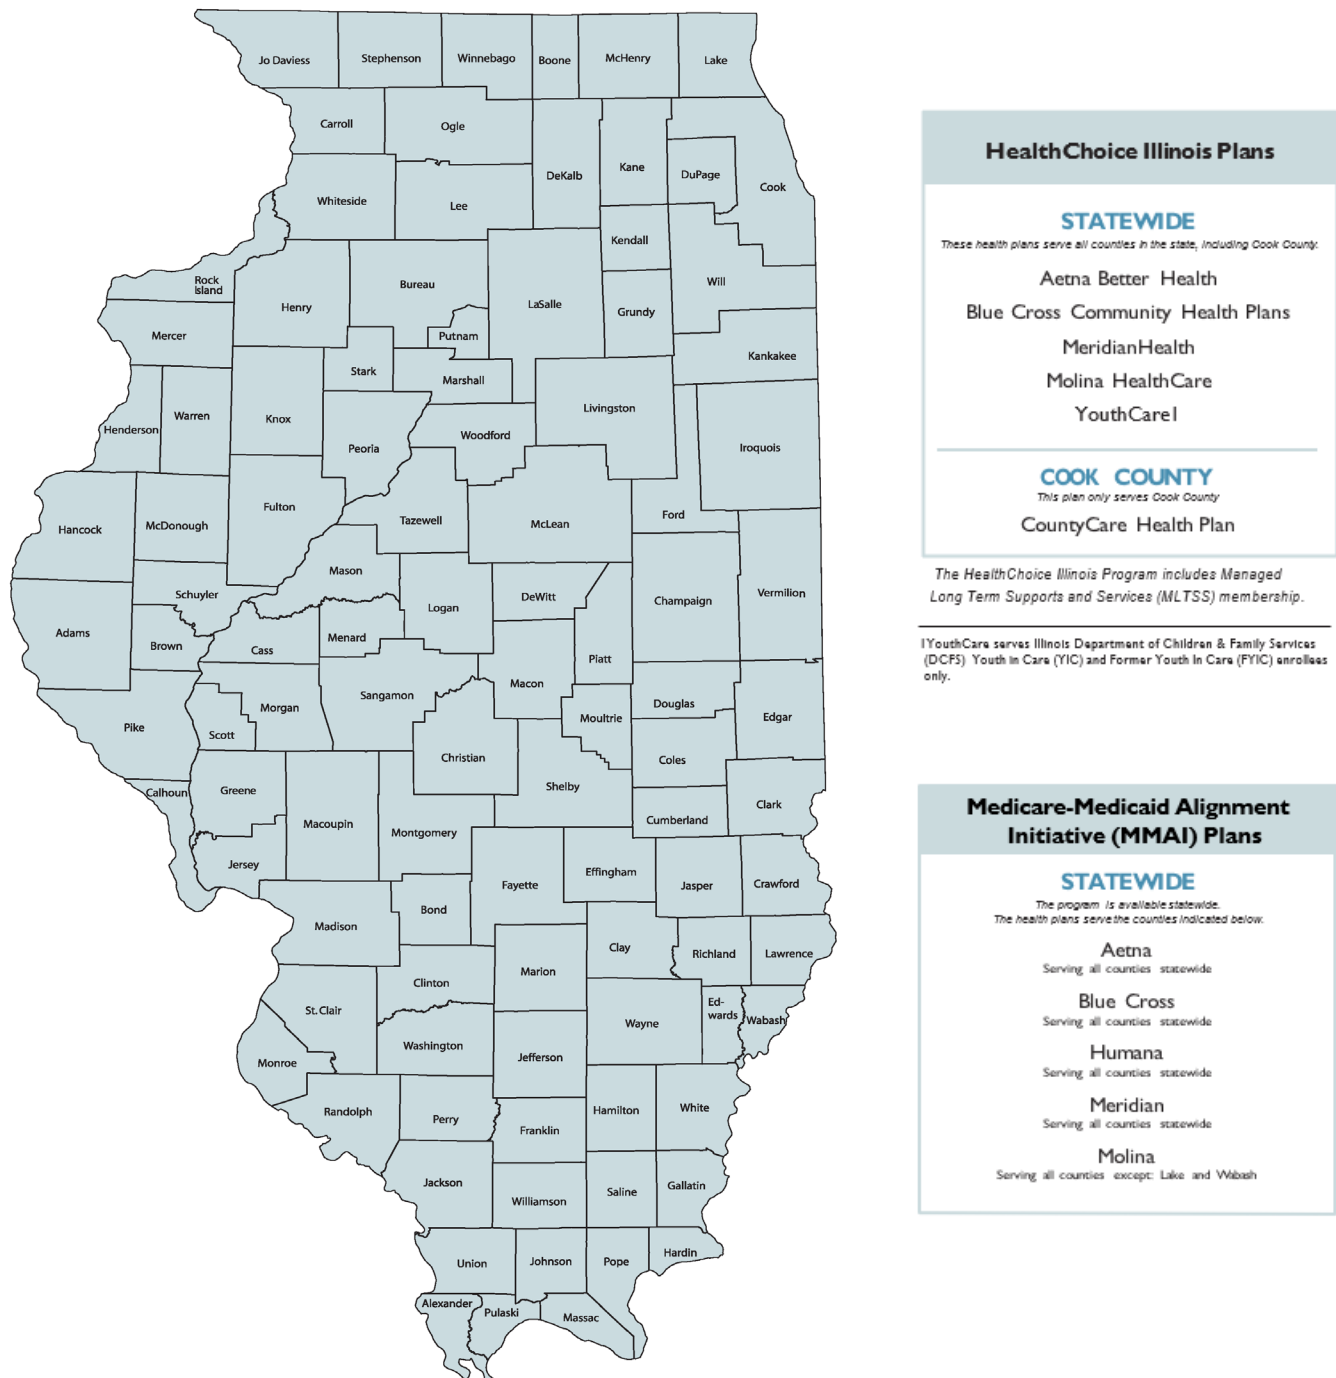 Jo Daviess
Stephenson
Winnebago
Boone
McHenry
Lake
Carroll
Ogle
DeKalb
Kane
DuPage
Cook
Whiteside
Lee
Kendall
Rock
Island
Henry
Bureau
LaSalle
Will
Grundy
Mercer
Putnam
Kankakee
Stark
Marshall
Henderson
Warren
Knox
Peoria
Woodford
Livingston
Iroquois
Hancock
McDonough
Fulton
Tazewell
McLean
Ford
Mason
Schuyler
Logan
DeWitt
Champaign
Vermilion
Adams
Brown
Cass
Menard
Piatt
Macon
Sangamon
Morgan
Scott
Pike
Moultrie
Douglas
Edgar
Christian
Coles
Calhoun
Greene
Shelby
Macoupin
Montgomery
Cumberland
Clark
Jersey
Fayette
Effingham
Jasper
Crawford
Bond
Madison
Clay
Richland
Lawrence
Marion
Clinton
St. Clair
Wayne
Ed-
wards
Wabash
Washington
Jefferson
Monroe
Randolph
Perry
Franklin
Hamilton
White
Jackson
Williamson
Saline
Gallatin
Union
Johnson
Pope
Hardin
Alexander
Pulaski
Massac
HealthChoice Illinois Plans
STATEWIDE
These health plans serve all counties in the state, including Cook County.
Aetna Better Health
Blue Cross Community Health Plans
MeridianHealth
Molina HealthCare
YouthCare1
COOK COUNTY
This plan only serves Cook County
CountyCare Health Plan
The HealthChoice Illinois Program includes Managed
Long Term Supports and Services (MLTSS) membership.
1YouthCare serves Illinois Department of Children & Family Services
(DCFS) Youth in Care (YIC) and Former Youth In Care (FYIC) enrollees
only.
Medicare-Medicaid Alignment
Initiative (MMAI) Plans
STATEWIDE
The program is available statewide.
The health plans serve the counties indicated below.
Aetna
Serving all counties statewide
Blue Cross
Serving all counties statewide
Humana
Serving all counties statewide
Meridian
Serving all counties statewide
Molina
Serving all counties except: Lake and Wabash